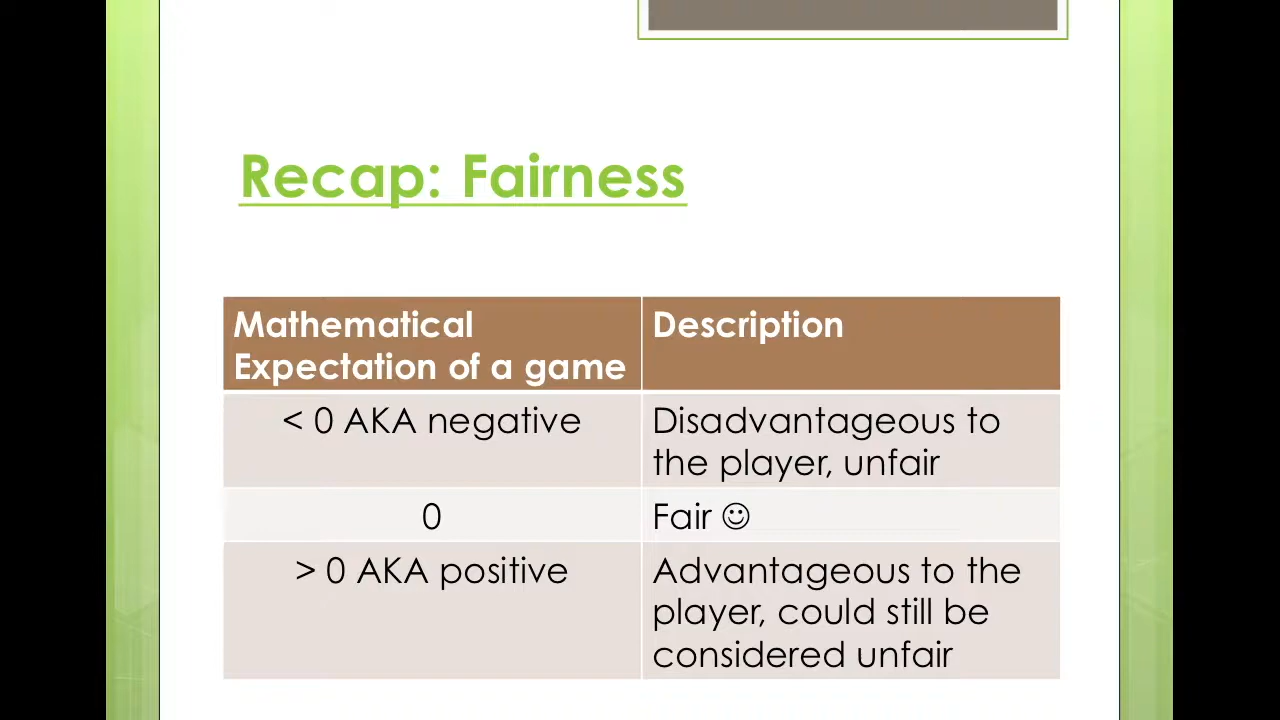 Recap: Fairness
Mathematical
Expectation of a game
Description
< 0 AKA negative
Disadvantageous to
the player, unfair
0
Fair ☺
> 0 AKA positive
Advantageous to the
player, could still be
considered unfair